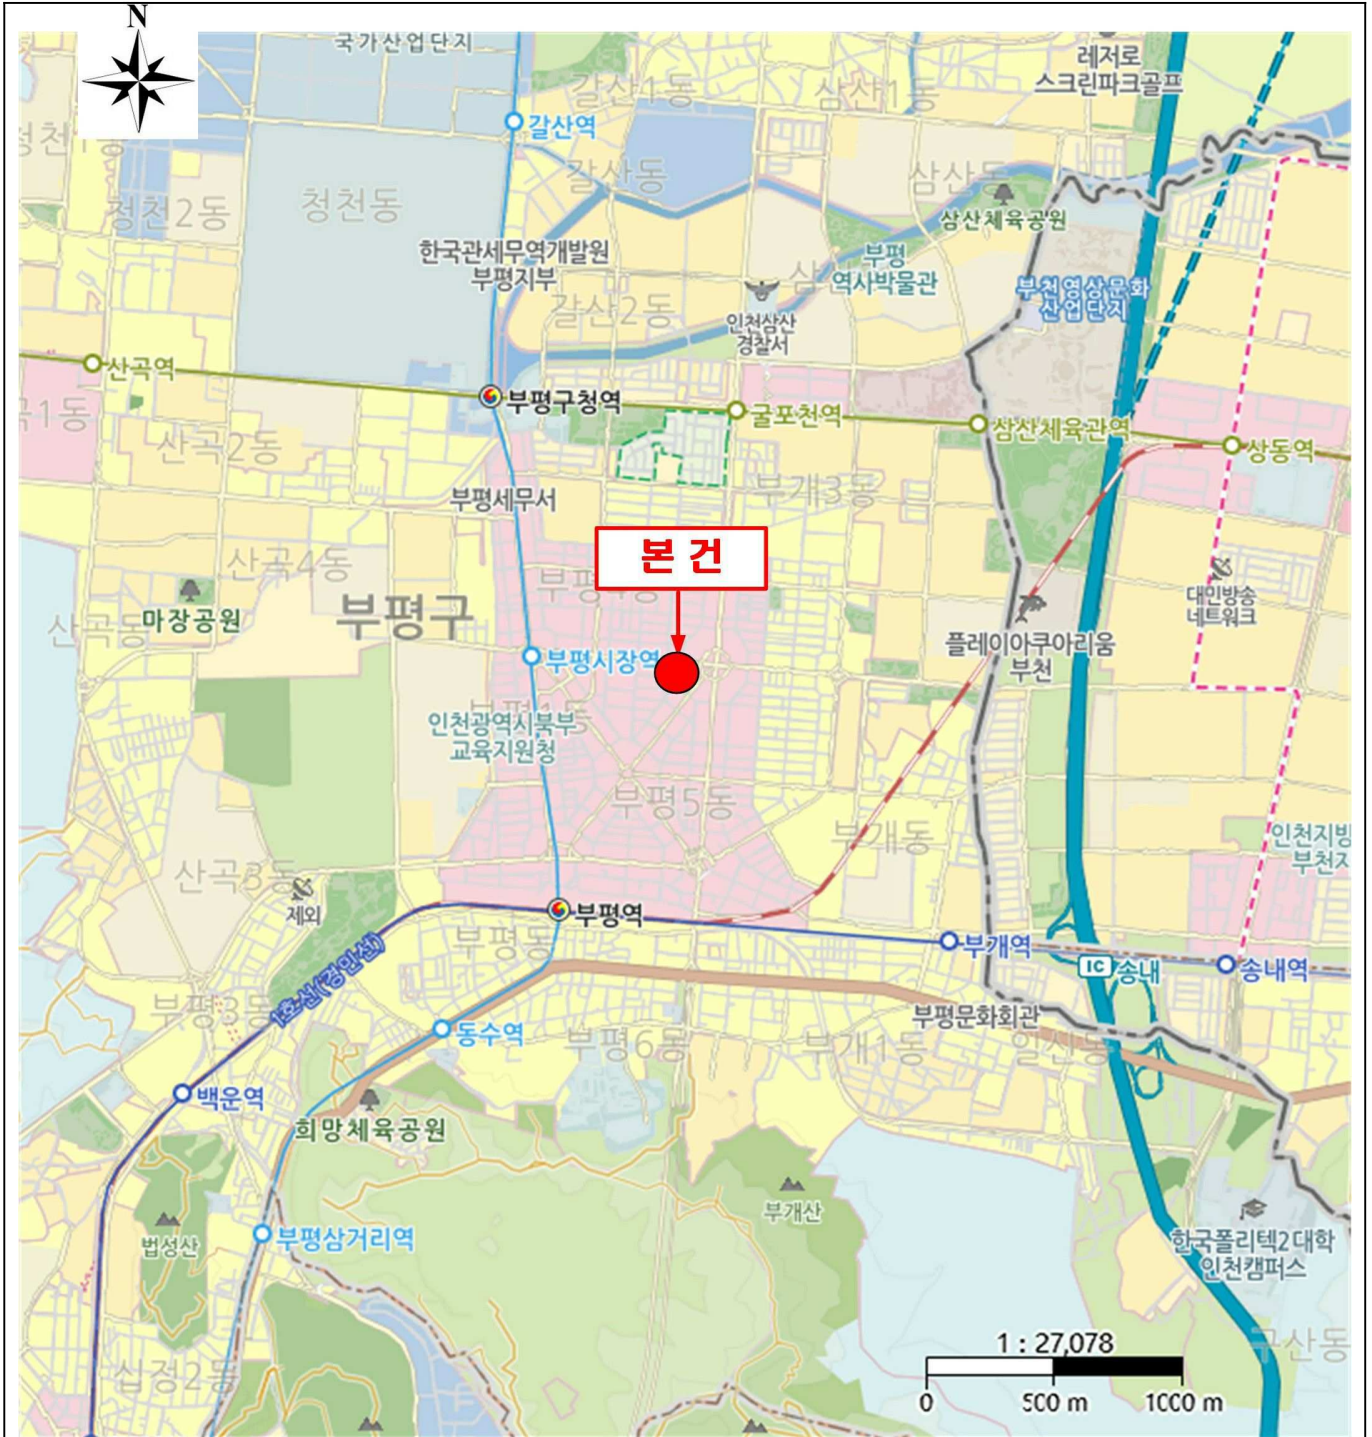 N
국가산업단지
레저로
스크린파크골프
갈산1동
삼산1동
갈산역
청천2동
청천동
갈산동
삼산동
삼산체육공원
한국관세무역개발원
부평지부
부평
역사박물관
부천영상문화
산업단지
갈산2동
인천삼산
경찰서
산곡역
부평구청역
굴포천역
삼산체육관역
상동역
산곡2동
부평세무서
부개3동
본 건
산곡4동
마장공원
부평구
대민방송
네트워크
플레이아쿠아리움
부천
부평시장역
인천광역시북부
교육지원청
부평5동
부개동
산곡3동
제외
부평역
부평동
부개역
IC 송내
송내역
1호선(경인선)
부평3동
동수역
부평6동
부평문화회관
부개1동
일신동
백운역
희망체육공원
부개산
법성산
부평삼거리역
한국폴리텍2대학
인천캠퍼스
1 : 27,078
구산동
십정2동
0 500 m 1000 m